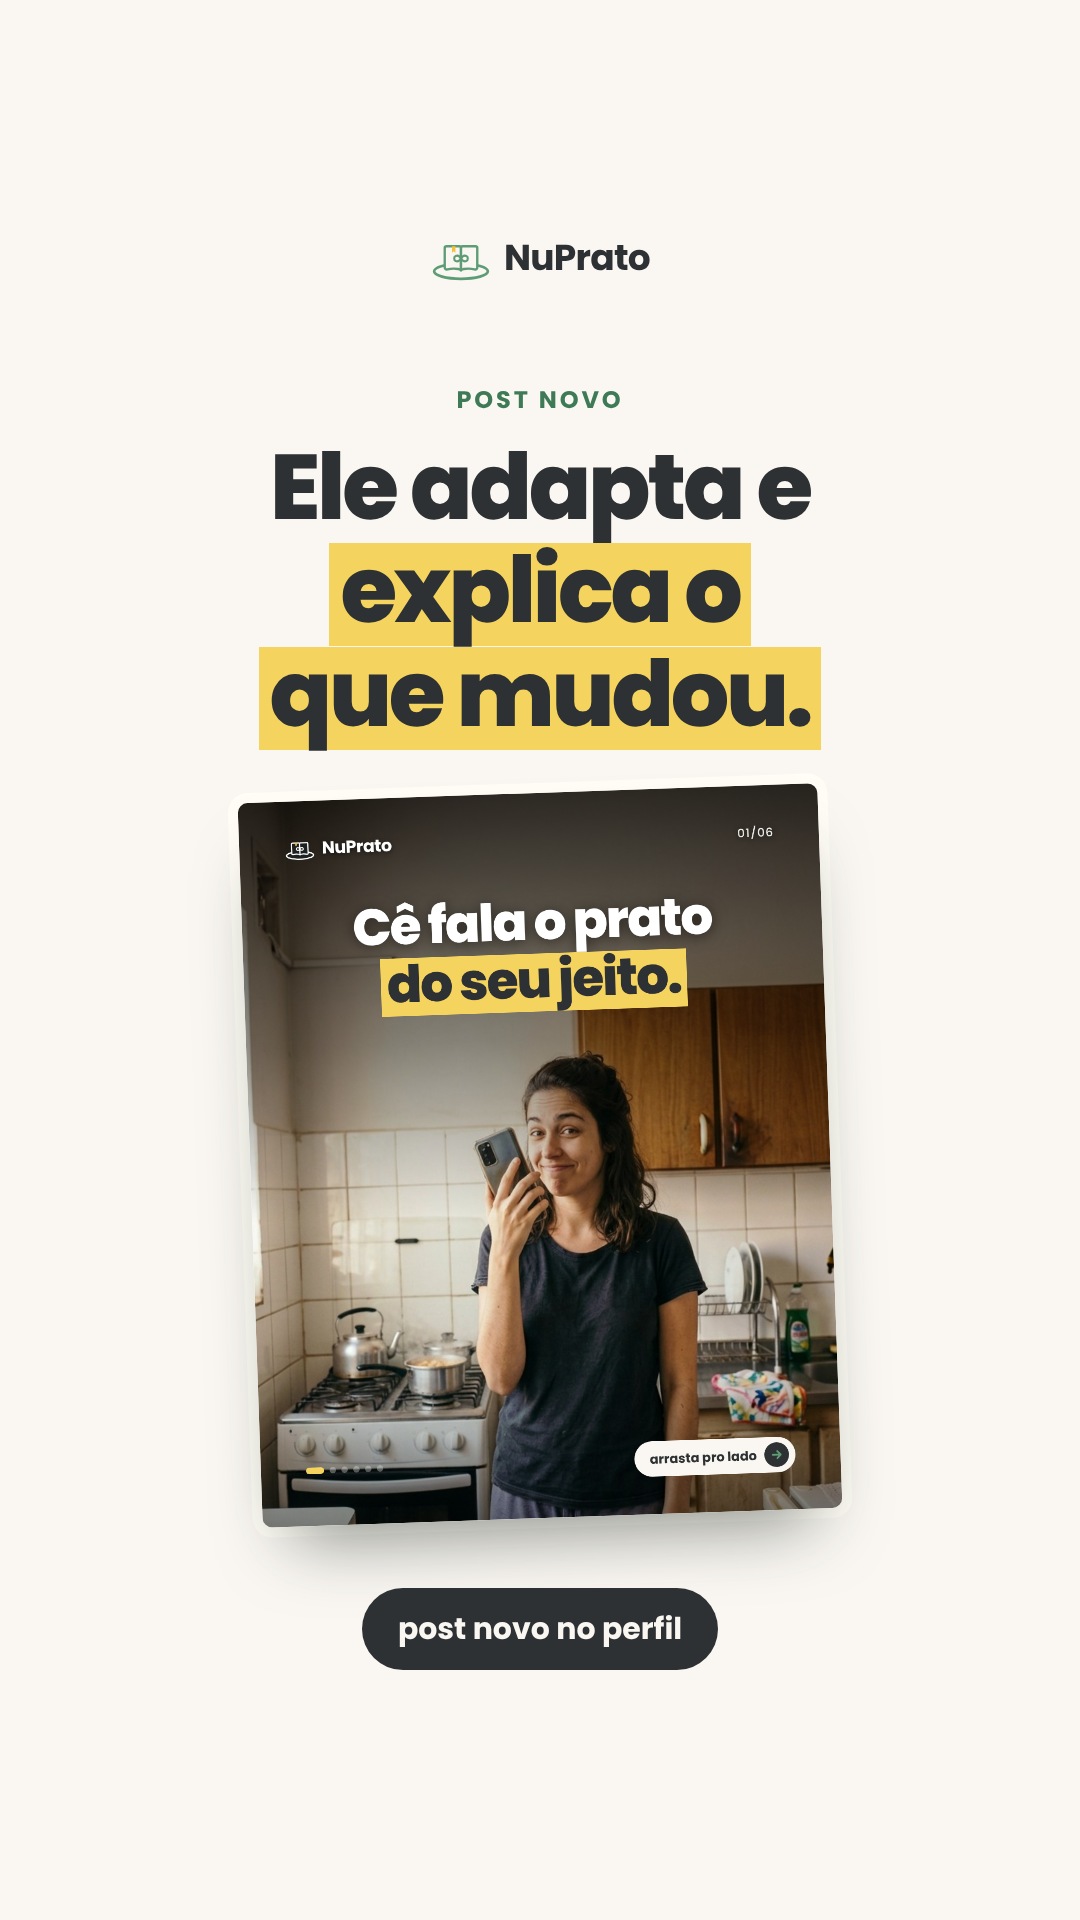 NuPrato
POST NOVO
Ele adapta e
explica o
que mudou.
NuPrato
01/06
Cê fala o prato
do seu jeito.
arrasta pro lado
post novo no perfil